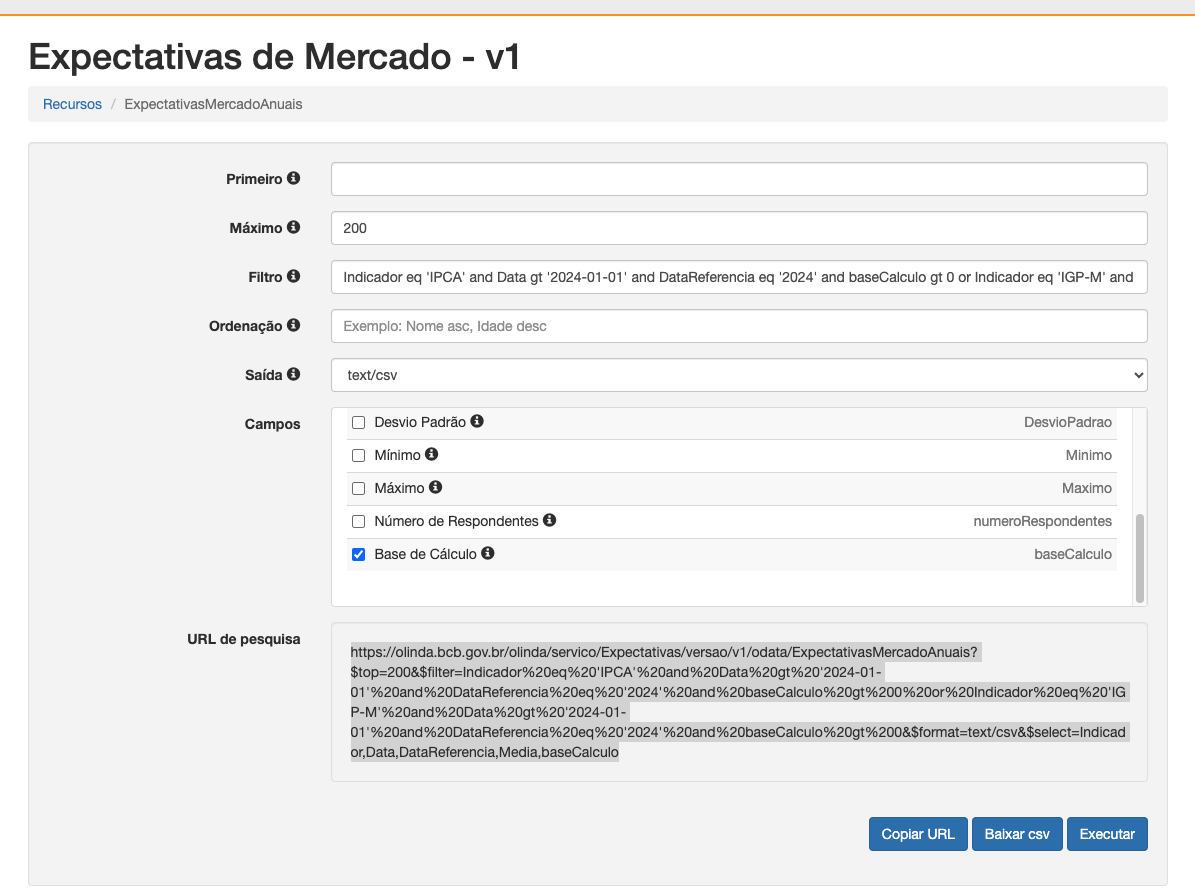 Expectativas de Mercado - v1
Recursos / ExpectativasMercadoAnuais
Primeiro
Máximo
200
Filtro
Indicador eq 'IPCA' and Data gt '2024-01-01' and DataReferencia eq '2024' and baseCalculo gt 0 or Indicador eq 'IGP-M' and
Ordenação
Exemplo: Nome asc, Idade desc
Saída
text/csv
Campos
Desvio Padrão DesvioPadrao
Mínimo Minimo
Máximo Maximo
Número de Respondentes numeroRespondentes
Base de Cálculo baseCalculo
URL de pesquisa
https://olinda.bcb.gov.br/olinda/servico/Expectativas/versao/v1/odata/ExpectativasMercadoAnuais?
$top=200&$filter=Indicador%20eq%20'IPCA'%20and%20Data%20gt%20'2024-01-
01'%20and%20DataReferencia%20eq%20'2024'%20and%20baseCalculo%20gt%200%20or%20Indicador%20eq%20'IG
P-M'%20and%20Data%20gt%20'2024-01-
01'%20and%20DataReferencia%20eq%20'2024'%20and%20baseCalculo%20gt%200&$format=text/csv&$select=Indicad
or,Data,DataReferencia,Media,baseCalculo
Copiar URL Baixar csv Executar